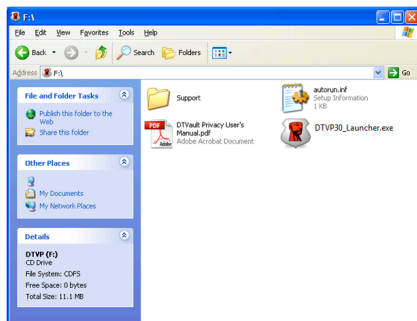 F:\
File Edit View Favorites Tools Help
Back Search Folders
Address F:\ Go
File and Folder Tasks
Publish this folder to the
Web
Share this folder
Other Places
My Documents
My Network Places
Details
DTVP (F:)
CD Drive
File System: CDFS
Free Space: 0 bytes
Total Size: 11.1 MB
Support
autorun.inf
Setup Information
1 KB
PDF
Adobe
DTVault Privacy User's
Manual.pdf
Adobe Acrobat Document
DTVP30_Launcher.exe